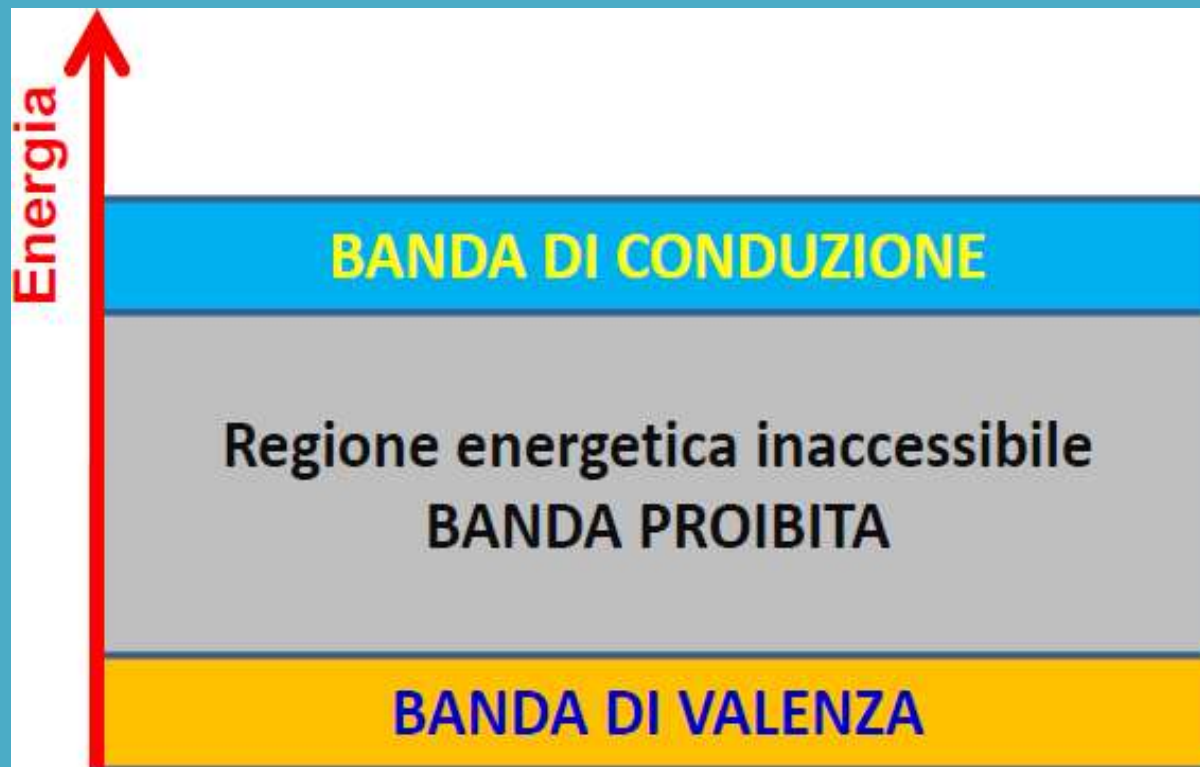 Energia
BANDA DI CONDUZIONE
Regione energetica inaccessibile
BANDA PROIBITA
BANDA DI VALENZA